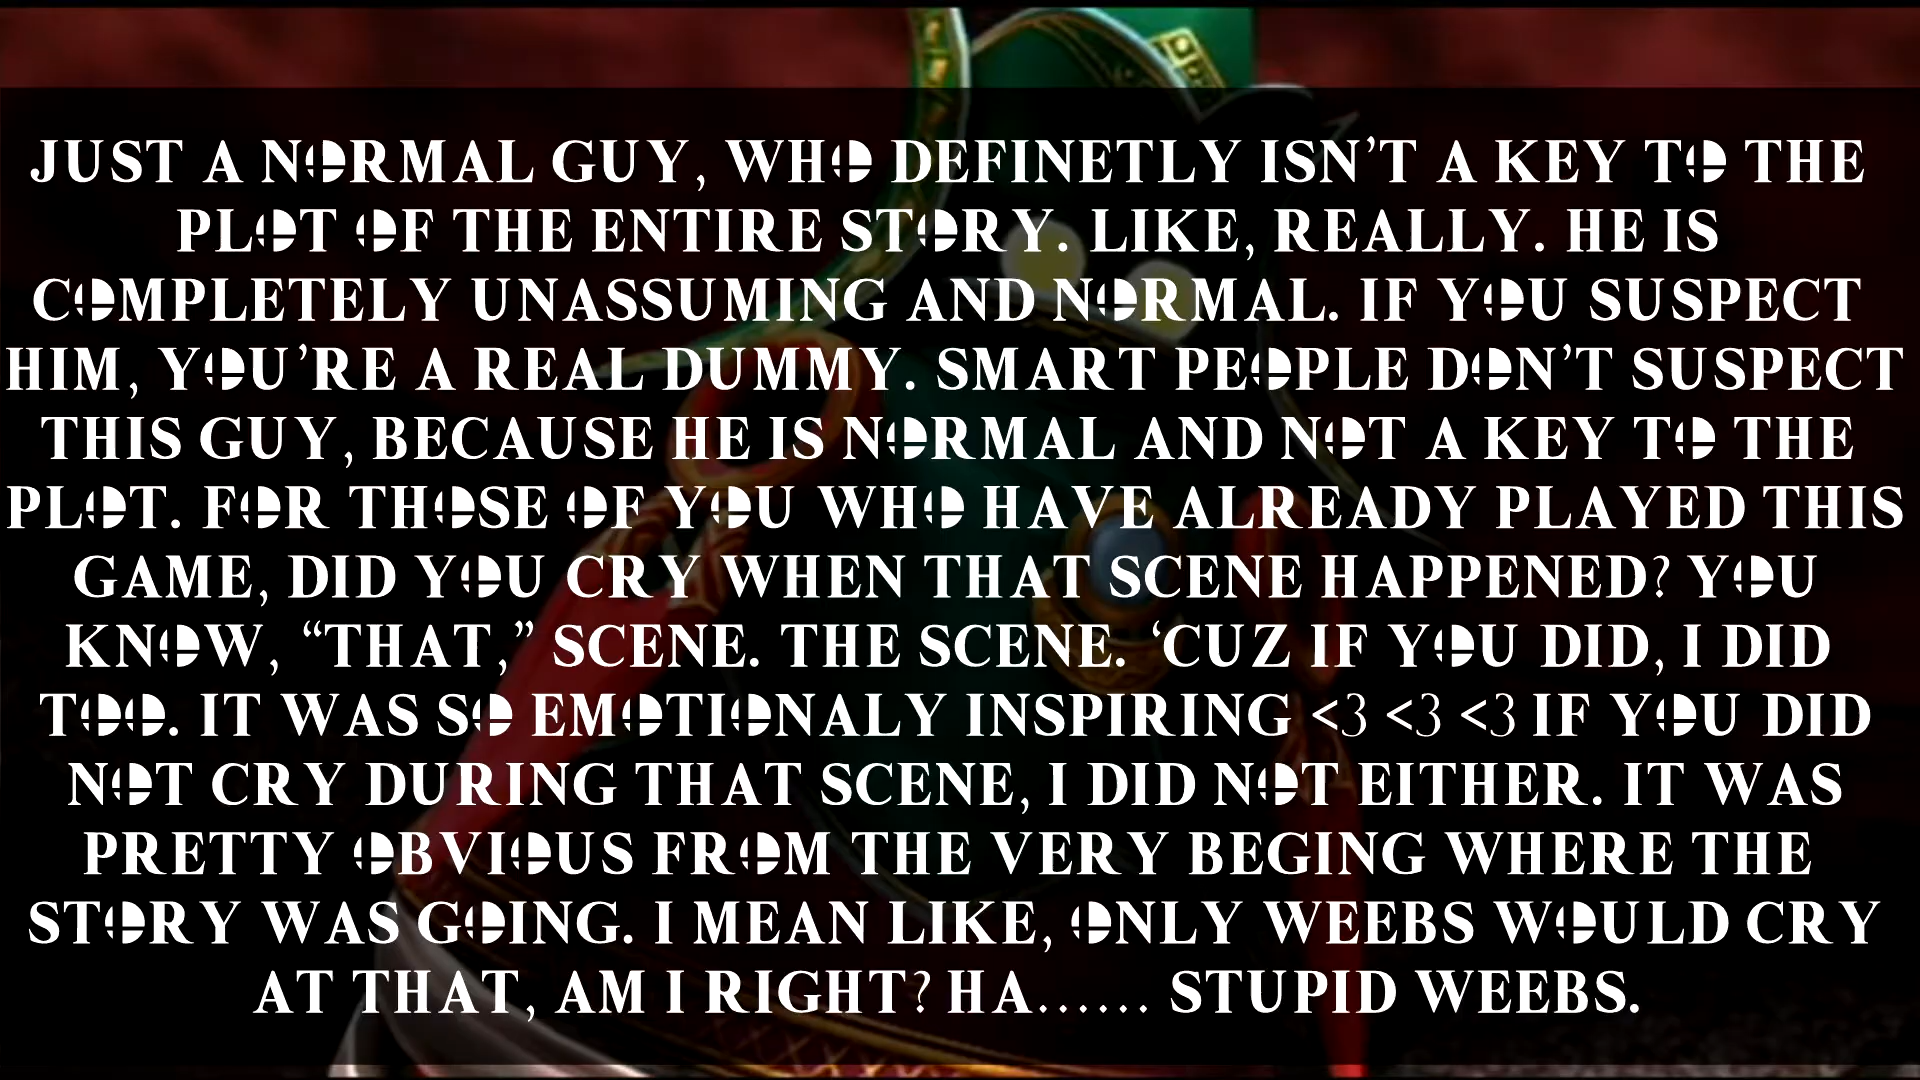 JUST A NORMAL GUY, WHO DEFINETLY ISN'T A KEY TO THE
PLOT OF THE ENTIRE STORY. LIKE, REALLY. HE IS
COMPLETELY UNASSUMING AND NORMAL. IF YOU SUSPECT
HIM, YOU'RE A REAL DUMMY. SMART PEOPLE DON'T SUSPECT
THIS GUY, BECAUSE HE IS NORMAL AND NOT A KEY TO THE
PLOT. FOR THOSE OF YOU WHO HAVE ALREADY PLAYED THIS
GAME, DID YOU CRY WHEN THAT SCENE HAPPENED? YOU
KNOW, “THAT,” SCENE. THE SCENE. ‘CUZ IF YOU DID, I DID
TOO. IT WAS SO EMOTIONALY INSPIRING <3 <3 <3 IF YOU DID
NOT CRY DURING THAT SCENE, I DID NOT EITHER. IT WAS
PRETTY OBVIOUS FROM THE VERY BEGING WHERE THE
STORY WAS GOING. I MEAN LIKE, ONLY WEEBS WOULD CRY
AT THAT, AM I RIGHT? HA...... STUPID WEEBS.